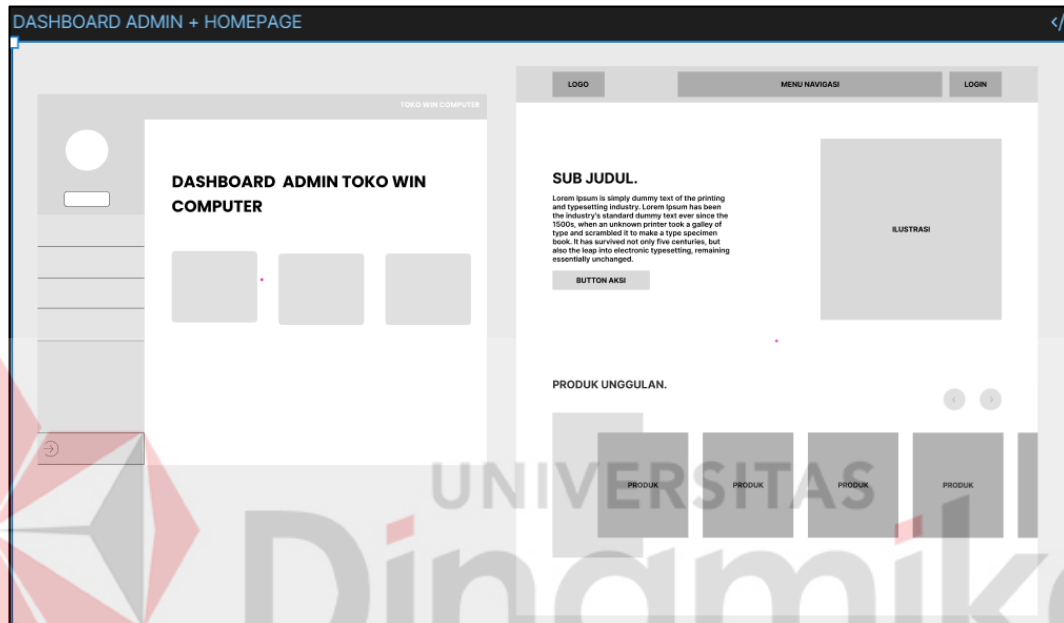 DASHBOARD ADMIN + HOMEPAGE
</
TOKO WIN COMPUTER
DASHBOARD ADMIN TOKO WIN
COMPUTER
LOGO
MENU NAVIGASI
LOGIN
SUB JUDUL.
Lorem Ipsum is simply dummy text of the printing
and typesetting industry. Lorem Ipsum has been
the industry's standard dummy text ever since the
1500s, when an unknown printer took a galley of
type and scrambled it to make a type specimen
book. It has survived not only five centuries, but
also the leap into electronic typesetting, remaining
essentially unchanged.
BUTTON AKSI
ILUSTRASI
PRODUK UNGGULAN.
PRODUK
PRODUK
PRODUK
PRODUK
UNIVERSITAS
Dinamika